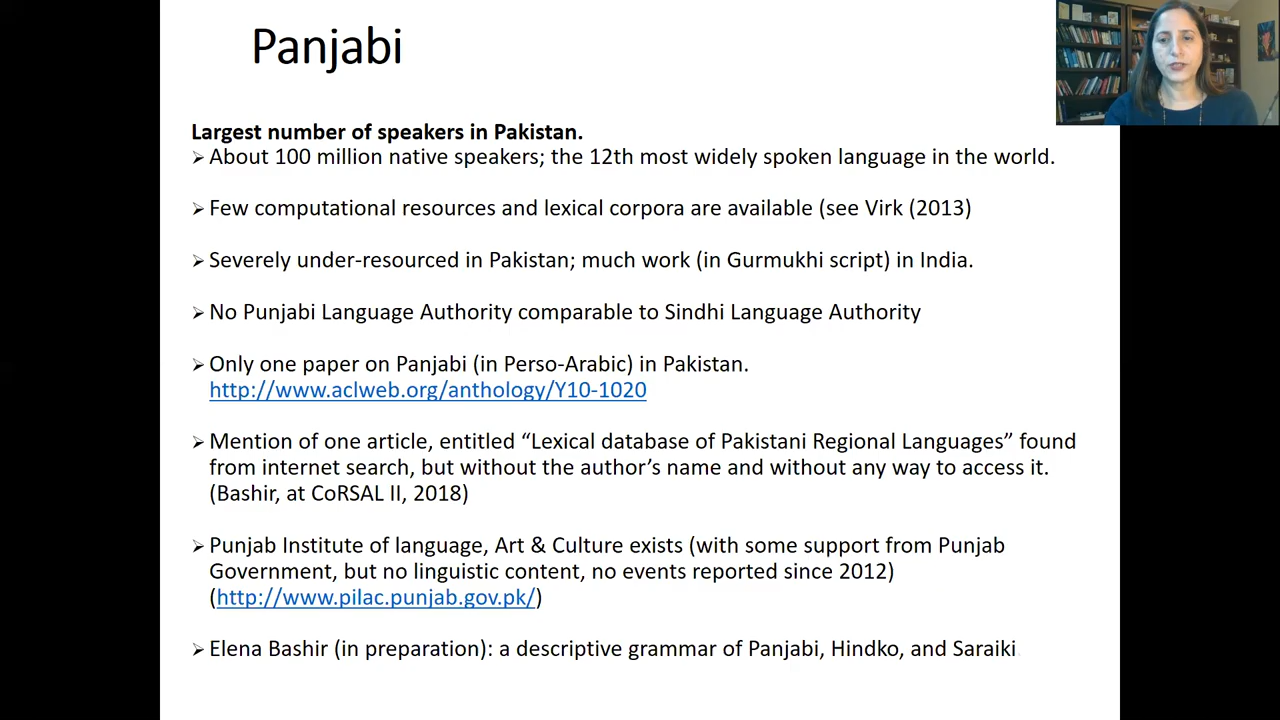 Panjabi
Largest number of speakers in Pakistan.
➢ About 100 million native speakers; the 12th most widely spoken language in the world.
➢ Few computational resources and lexical corpora are available (see Virk (2013)
➢ Severely under-resourced in Pakistan; much work (in Gurmukhi script) in India.
➢ No Punjabi Language Authority comparable to Sindhi Language Authority
➢ Only one paper on Panjabi (in Perso-Arabic) in Pakistan.
http://www.aclweb.org/anthology/Y10-1020
➢ Mention of one article, entitled “Lexical database of Pakistani Regional Languages” found
from internet search, but without the author’s name and without any way to access it.
(Bashir, at CoRSAL II, 2018)
➢ Punjab Institute of language, Art & Culture exists (with some support from Punjab
Government, but no linguistic content, no events reported since 2012)
(http://www.pilac.punjab.gov.pk/)
➢ Elena Bashir (in preparation): a descriptive grammar of Panjabi, Hindko, and Saraiki